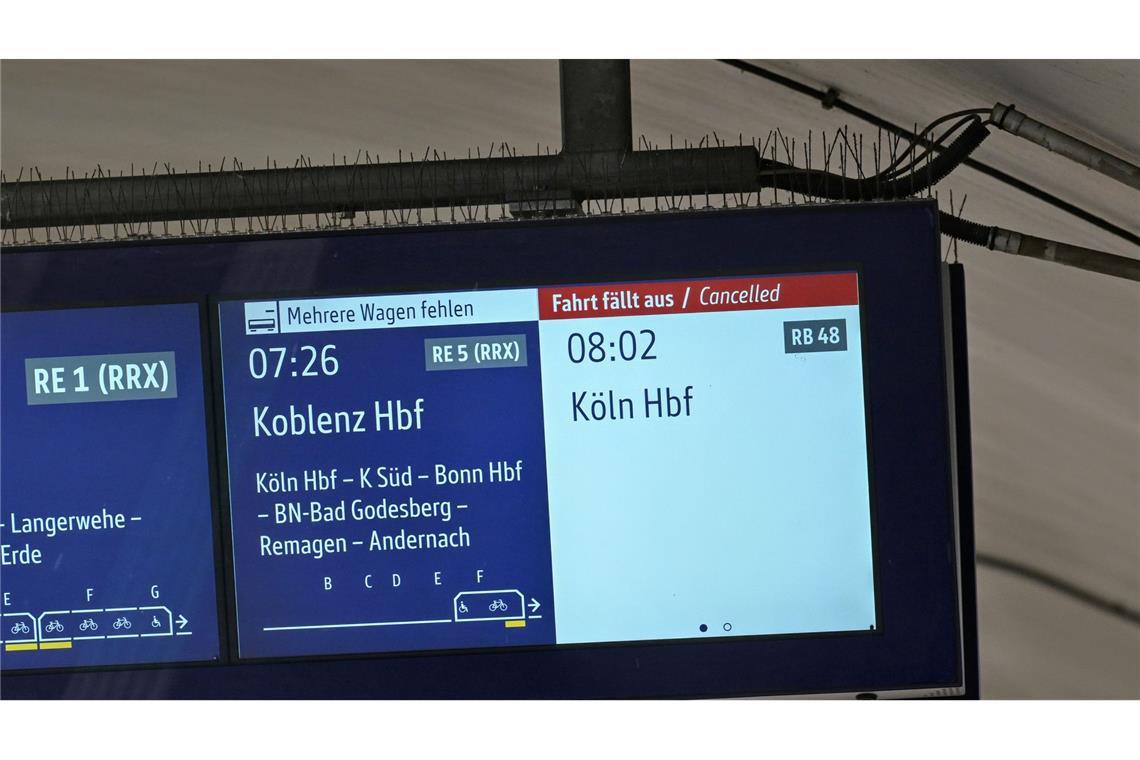 RE 1 (RRX)
- Langerwehe –
Erde
E F G
Mehrere Wagen fehlen
07:26 RE 5 (RRX)
Koblenz Hbf
Köln Hbf – K Süd – Bonn Hbf
– BN-Bad Godesberg –
Remagen – Andernach
B C D E F
Fahrt fällt aus / Cancelled
08:02 RB 48
Köln Hbf